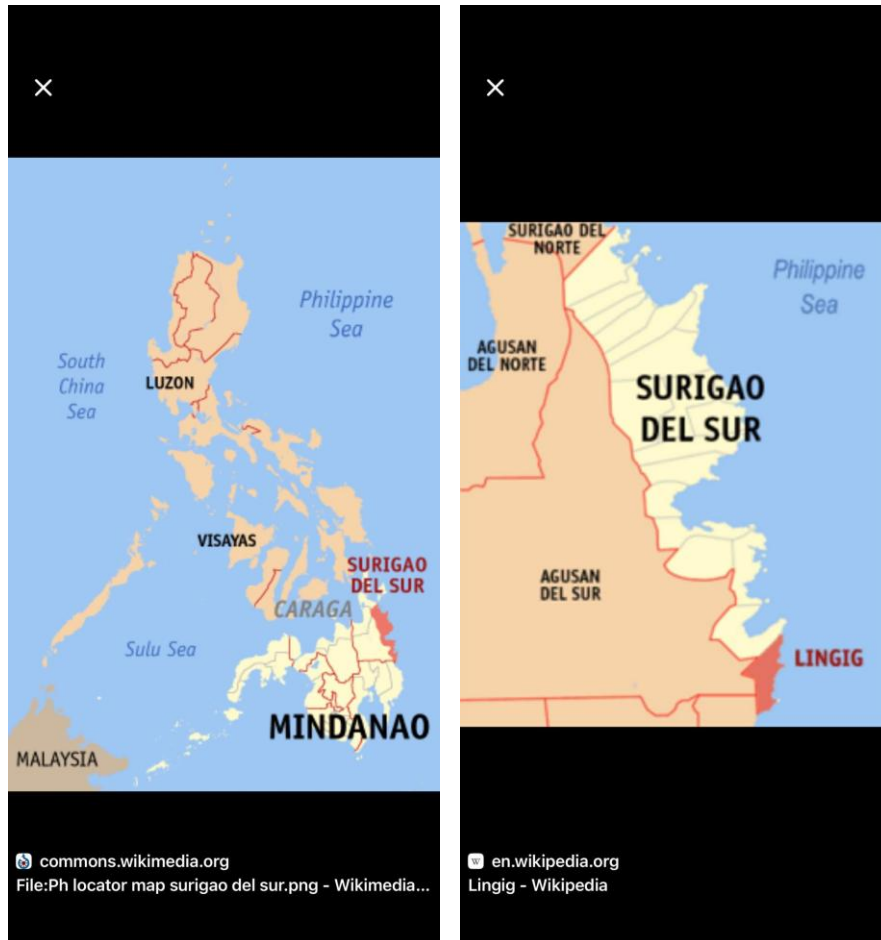 Philippine
Sea
South
China
Sea
LUZON
VISAYAS
SURIGAO
DEL SUR
CARAGA
Sulu Sea
MINDANAO
MALAYSIA
commons.wikimedia.org
File:Ph locator map surigao del sur.png - Wikimedia...
SURIGAO DEL
NORTE
Philippine
Sea
AGUSAN
DEL NORTE
SURIGAO
DEL SUR
AGUSAN
DEL SUR
LINGIG
W en.wikipedia.org
Lingig - Wikipedia